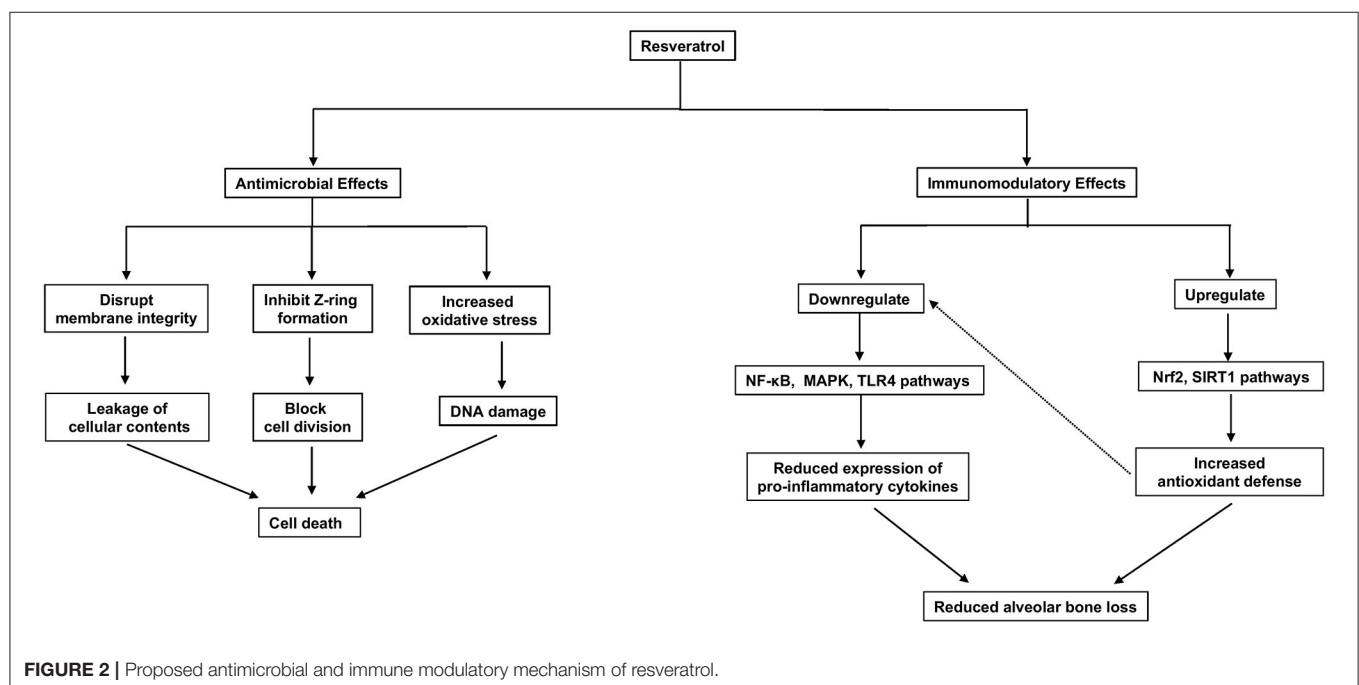 Resveratrol
Antimicrobial Effects
Immunomodulatory Effects
Disrupt
membrane integrity
Inhibit Z-ring
formation
Increased
oxidative stress
Downregulate
Upregulate
Leakage of
cellular contents
Block
cell division
DNA damage
NF-κB, MAPK, TLR4 pathways
Nrf2, SIRT1 pathways
Cell death
Reduced expression of
pro-inflammatory cytokines
Increased
antioxidant defense
Reduced alveolar bone loss
FIGURE 2 | Proposed antimicrobial and immune modulatory mechanism of resveratrol.